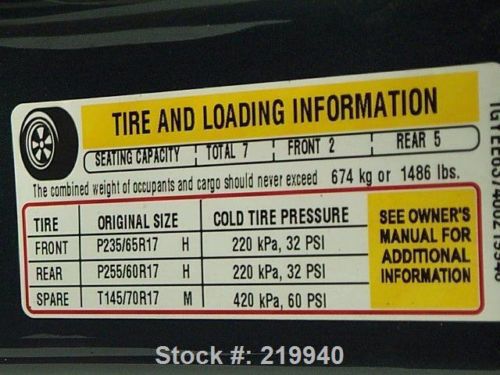 TIRE AND LOADING INFORMATION
SEATING CAPACITY TOTAL 7 FRONT 2 REAR 5
The combined weight of occupants and cargo should never exceed 674 kg or 1486 lbs.
TIRE ORIGINAL SIZE COLD TIRE PRESSURE
FRONT P235/65R17 H 220 kPa, 32 PSI
REAR P255/60R17 H 220 kPa, 32 PSI
SPARE T145/70R17 M 420 kPa, 60 PSI
SEE OWNER'S
MANUAL FOR
ADDITIONAL
INFORMATION
Stock #: 219940